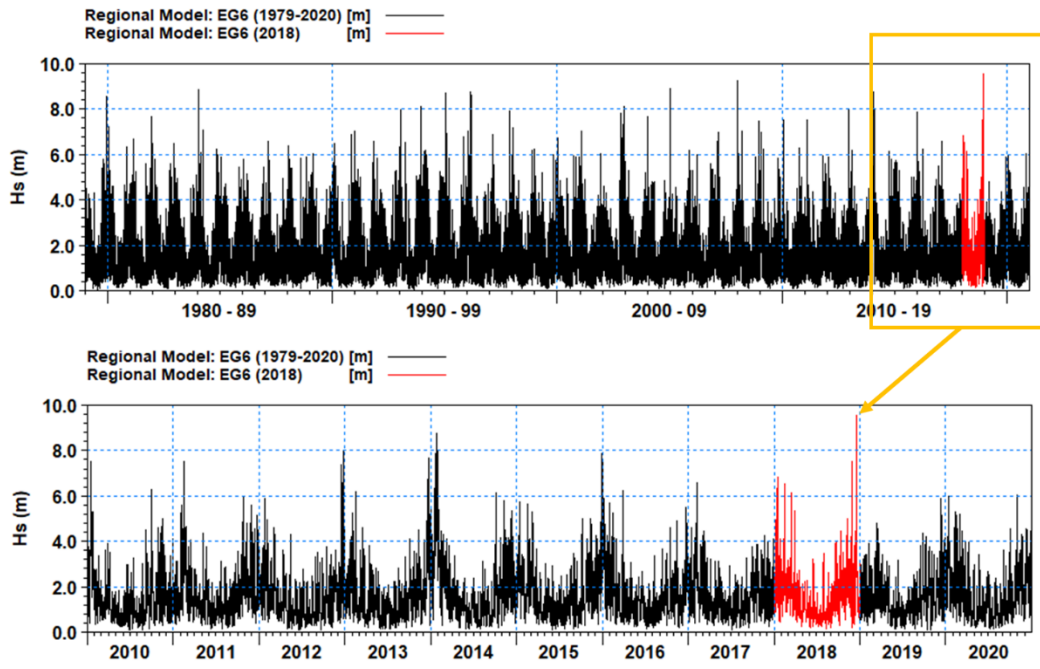 Regional Model: EG6 (1979-2020) [m]
Regional Model: EG6 (2018) [m]
10.0
8.0
6.0
4.0
2.0
0.0
Hs (m)
1980 - 89 1990 - 99 2000 - 09 2010 - 19
Regional Model: EG6 (1979-2020) [m]
Regional Model: EG6 (2018) [m]
10.0
8.0
6.0
4.0
2.0
0.0
Hs (m)
2010 2011 2012 2013 2014 2015 2016 2017 2018 2019 2020